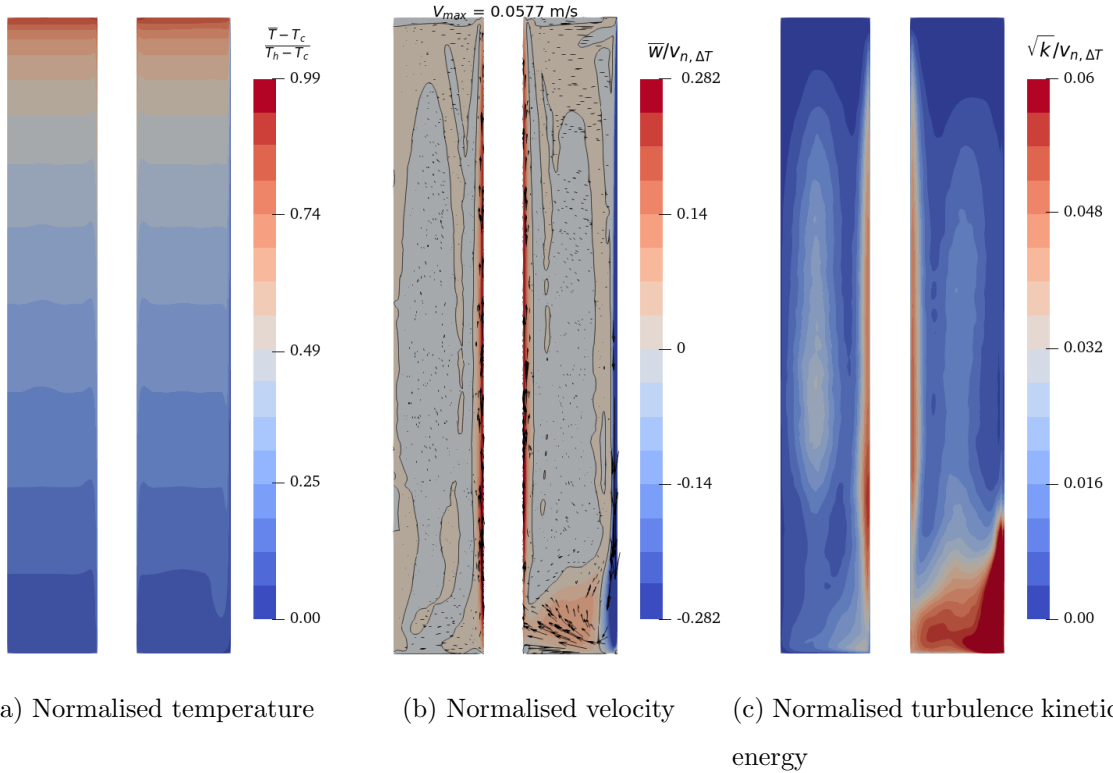 V_max = 0.0577 m/s
T̅ − T_c
T̅_h − T_c
0.99
0.74
0.49
0.25
0.00
w̅/v_n, ΔT
0.282
0.14
0
-0.14
-0.282
√k/v_n, ΔT
0.06
0.048
0.032
0.016
0.00
a) Normalised temperature
(b) Normalised velocity
(c) Normalised turbulence kinetic
energy